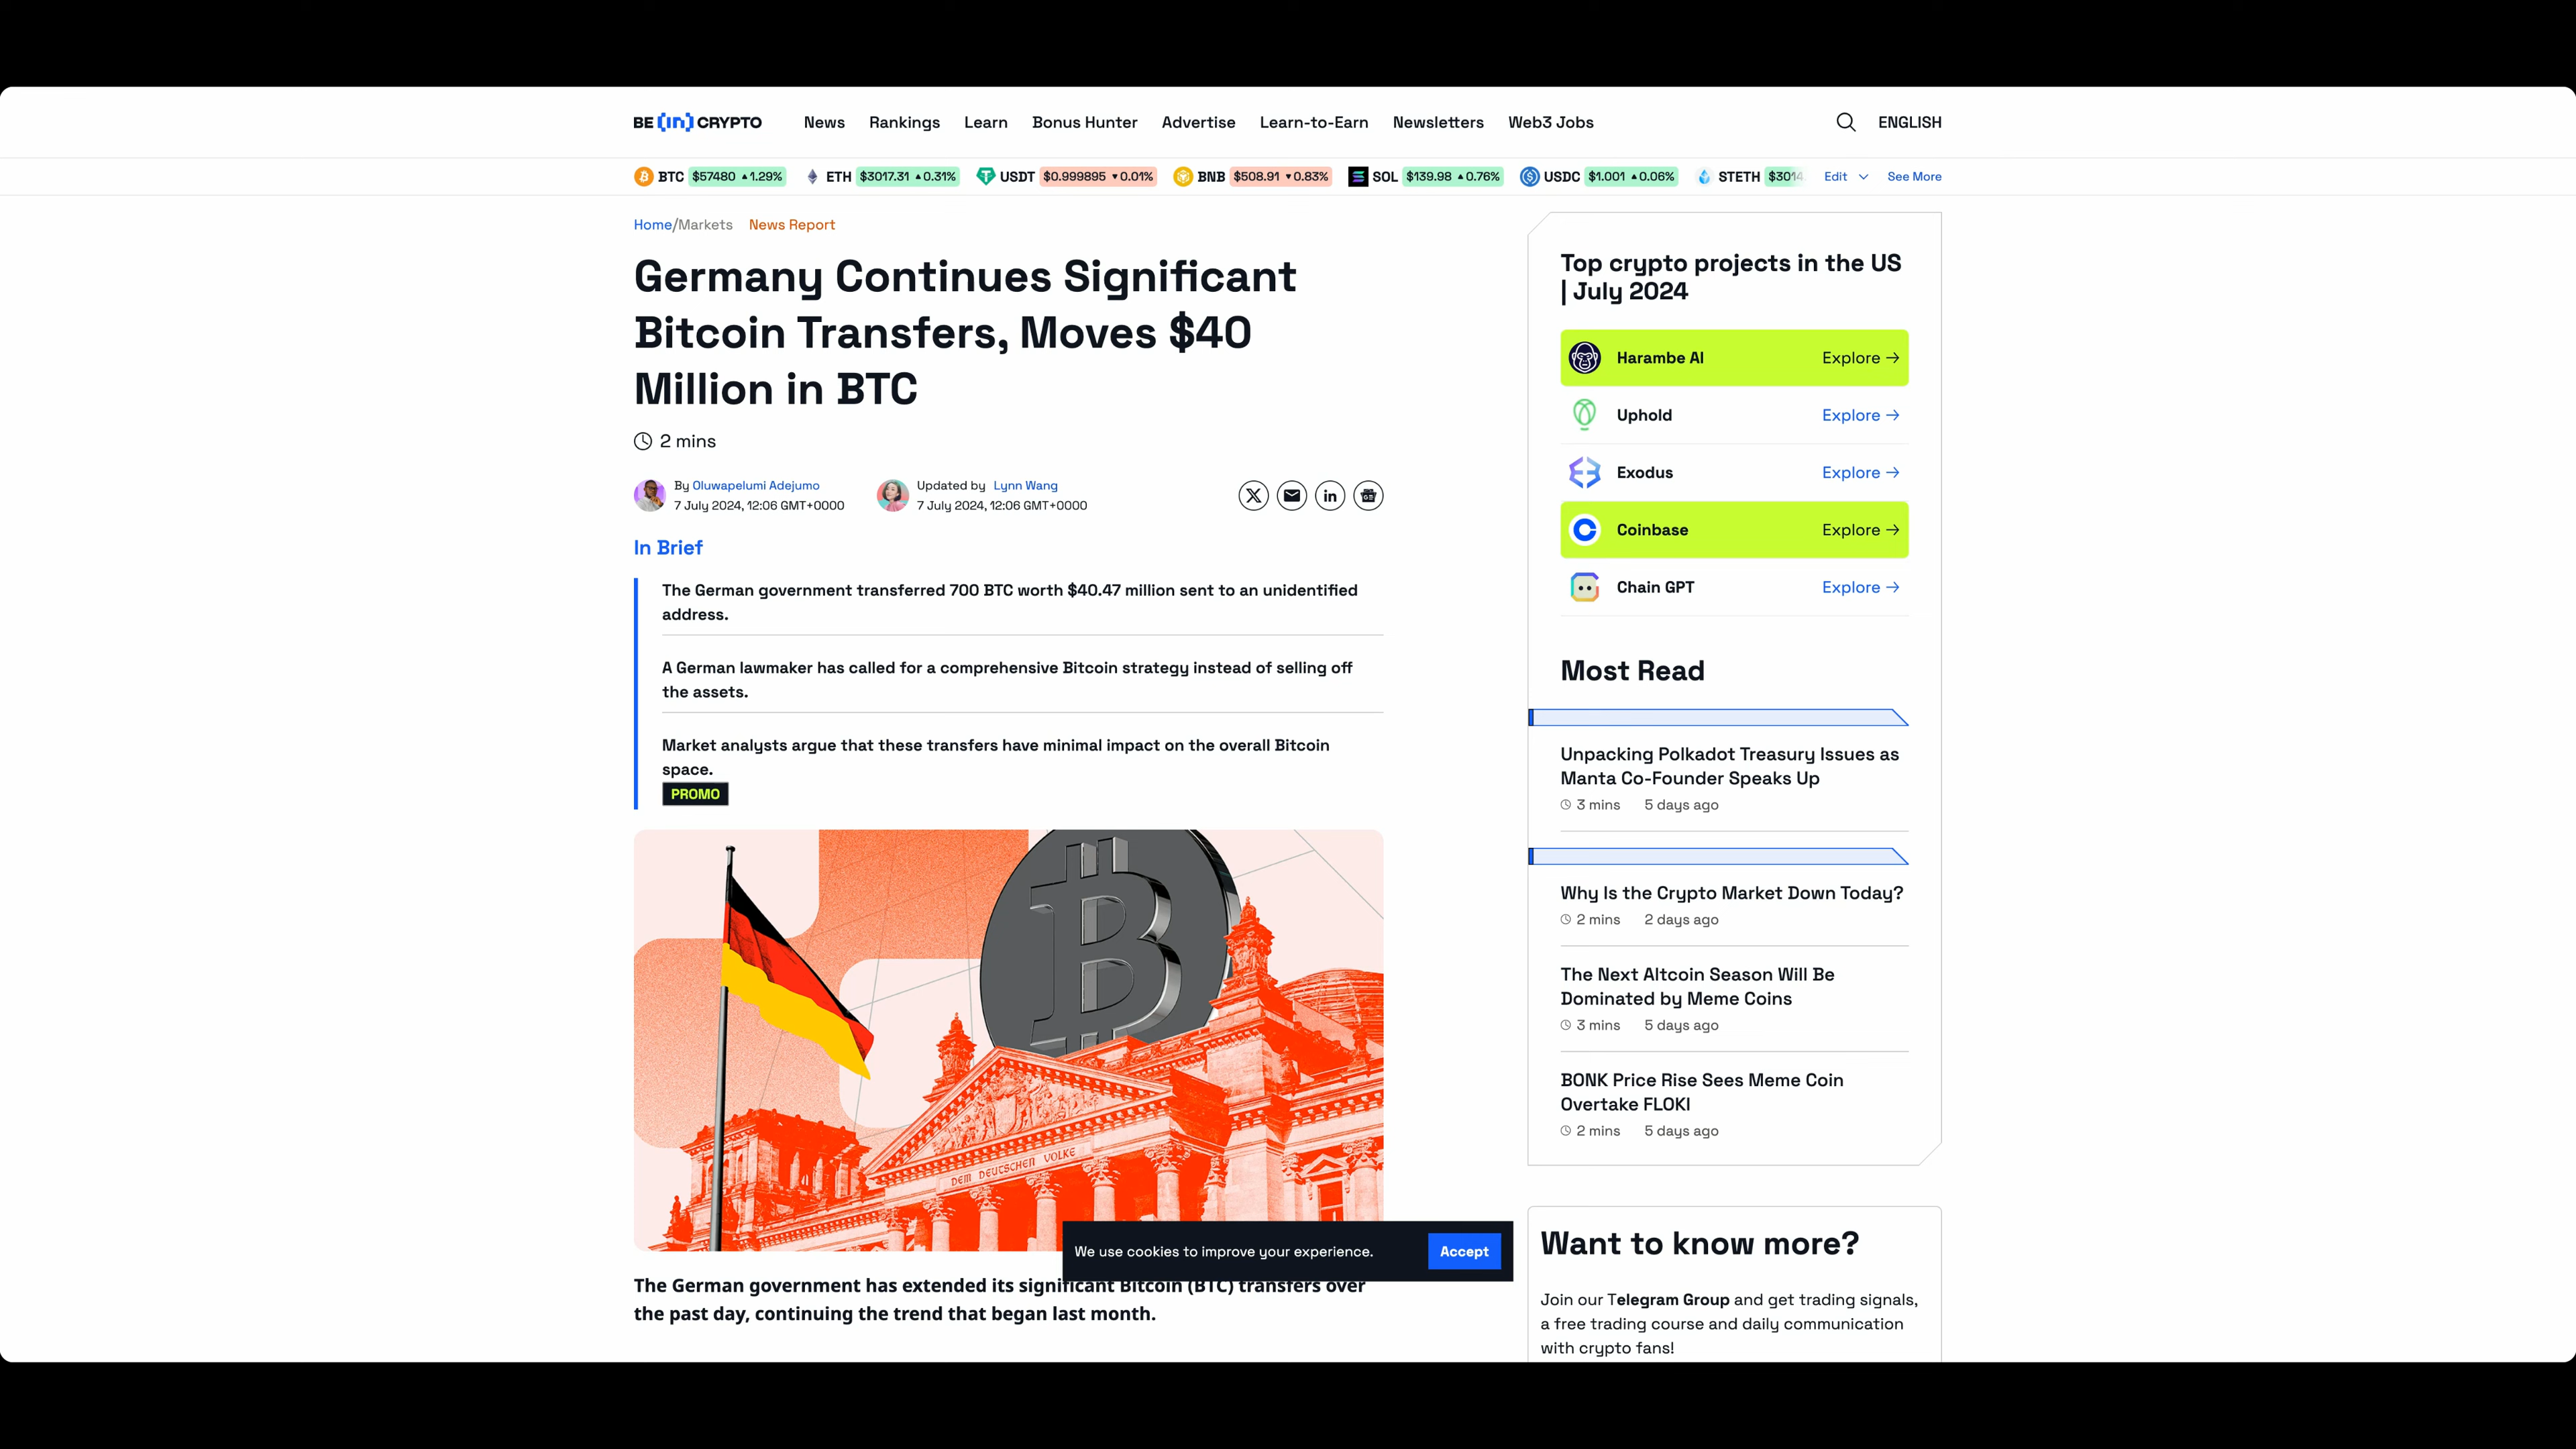 BE [in] CRYPTO
News Rankings Learn Bonus Hunter Advertise Learn-to-Earn Newsletters Web3 Jobs
ENGLISH
BTC $57480 ▲1.29% ETH $3017.31 ▲0.31% USDT $0.999895 ▼0.01% BNB $508.91 ▼0.83% SOL $139.98 ▲0.76% USDC $1.001 ▲0.06% STETH $3014 Edit See More
Home/Markets News Report
Germany Continues Significant
Bitcoin Transfers, Moves $40
Million in BTC
2 mins
By Oluwapelumi Adejumo
7 July 2024, 12:06 GMT+0000
Updated by Lynn Wang
7 July 2024, 12:06 GMT+0000
In Brief
The German government transferred 700 BTC worth $40.47 million sent to an unidentified
address.
A German lawmaker has called for a comprehensive Bitcoin strategy instead of selling off
the assets.
Market analysts argue that these transfers have minimal impact on the overall Bitcoin
space.
PROMO
DEM DEUTSCHEN VOLKE
We use cookies to improve your experience. Accept
The German government has extended its significant Bitcoin (BTC) transfers over
the past day, continuing the trend that began last month.
Top crypto projects in the US
| July 2024
Harambe AI Explore →
Uphold Explore →
Exodus Explore →
Coinbase Explore →
Chain GPT Explore →
Most Read
Unpacking Polkadot Treasury Issues as
Manta Co-Founder Speaks Up
3 mins 5 days ago
Why Is the Crypto Market Down Today?
2 mins 2 days ago
The Next Altcoin Season Will Be
Dominated by Meme Coins
3 mins 5 days ago
BONK Price Rise Sees Meme Coin
Overtake FLOKI
2 mins 5 days ago
Want to know more?
Join our Telegram Group and get trading signals,
a free trading course and daily communication
with crypto fans!